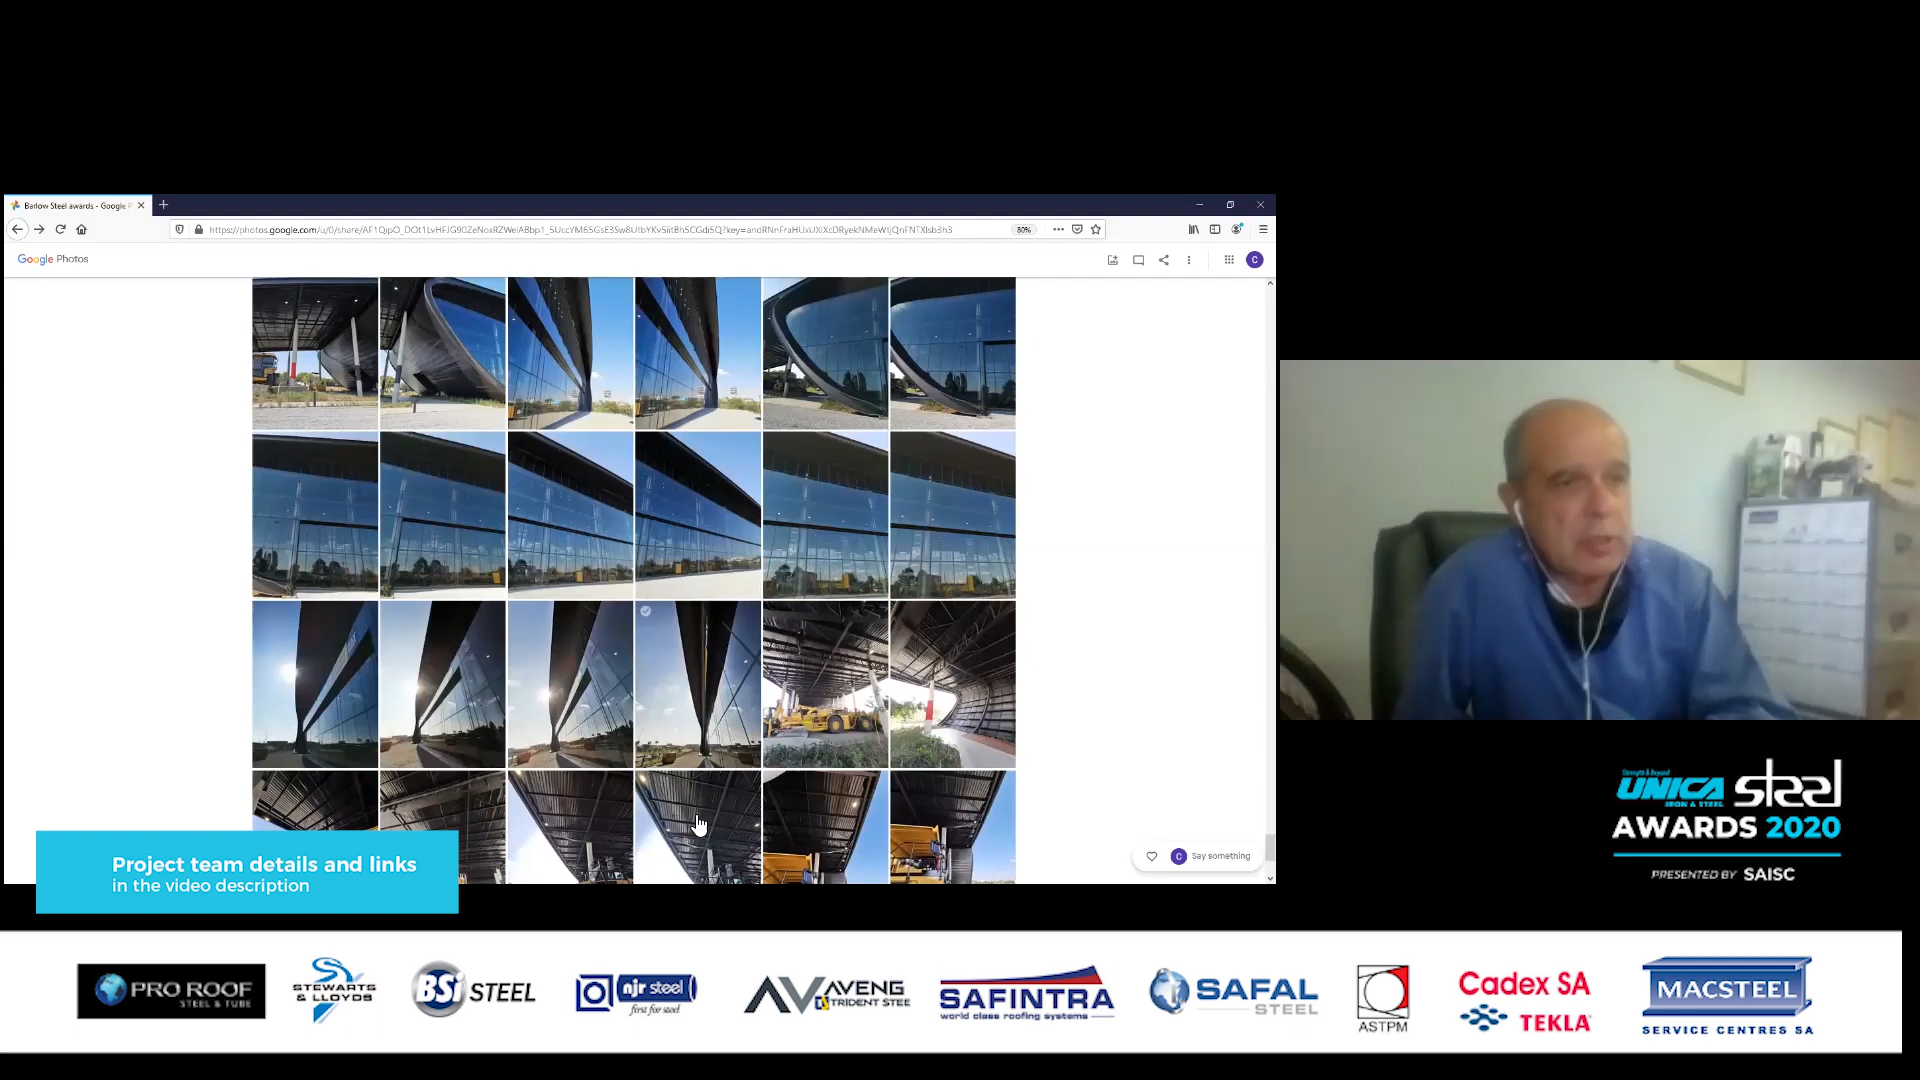 Barlow Steel awards - Google P
80%
Google Photos
C
C Say something
Project team details and links
in the video description
UNICA
IRON & STEEL
steel
AWARDS 2020
PRESENTED BY SAISC
PRO ROOF
STEEL & TUBE
STEWARTS
& LLOYDS
BSi STEEL
njr steel
first for steel
AVENG
TRIDENT STEE
SAFINTRA
world class roofing systems
SAFAL
STEEL
ASTPM
Cadex SA
TEKLA
MACSTEEL
SERVICE CENTRES SA